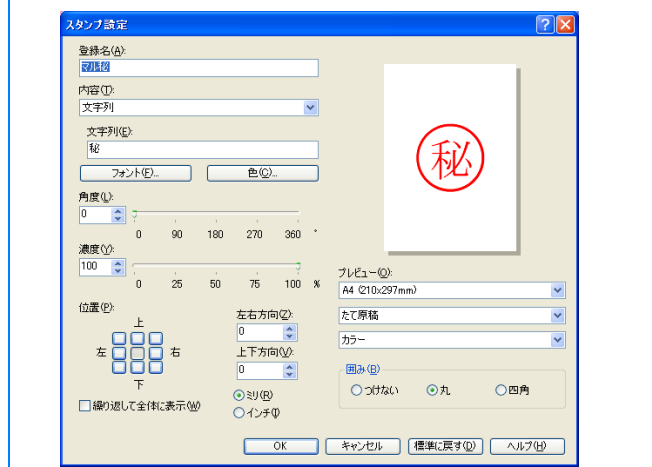 スタンプ設定
登録名(A):
マル秘
内容(T):
文字列
文字列(E):
秘
フォント(F)...
色(C)...
角度(L):
0
0 90 180 270 360 °
濃度(Y):
100
0 25 50 75 100 %
位置(P):
上
左 右
下
繰り返して全体に表示(W)
左右方向(Z):
0
上下方向(V):
0
ミリ(R)
インチ(I)
秘
プレビュー(O):
A4 (210x297mm)
たて原稿
カラー
囲み(B)
つけない 丸 四角
OK キャンセル 標準に戻す(D) ヘルプ(H)